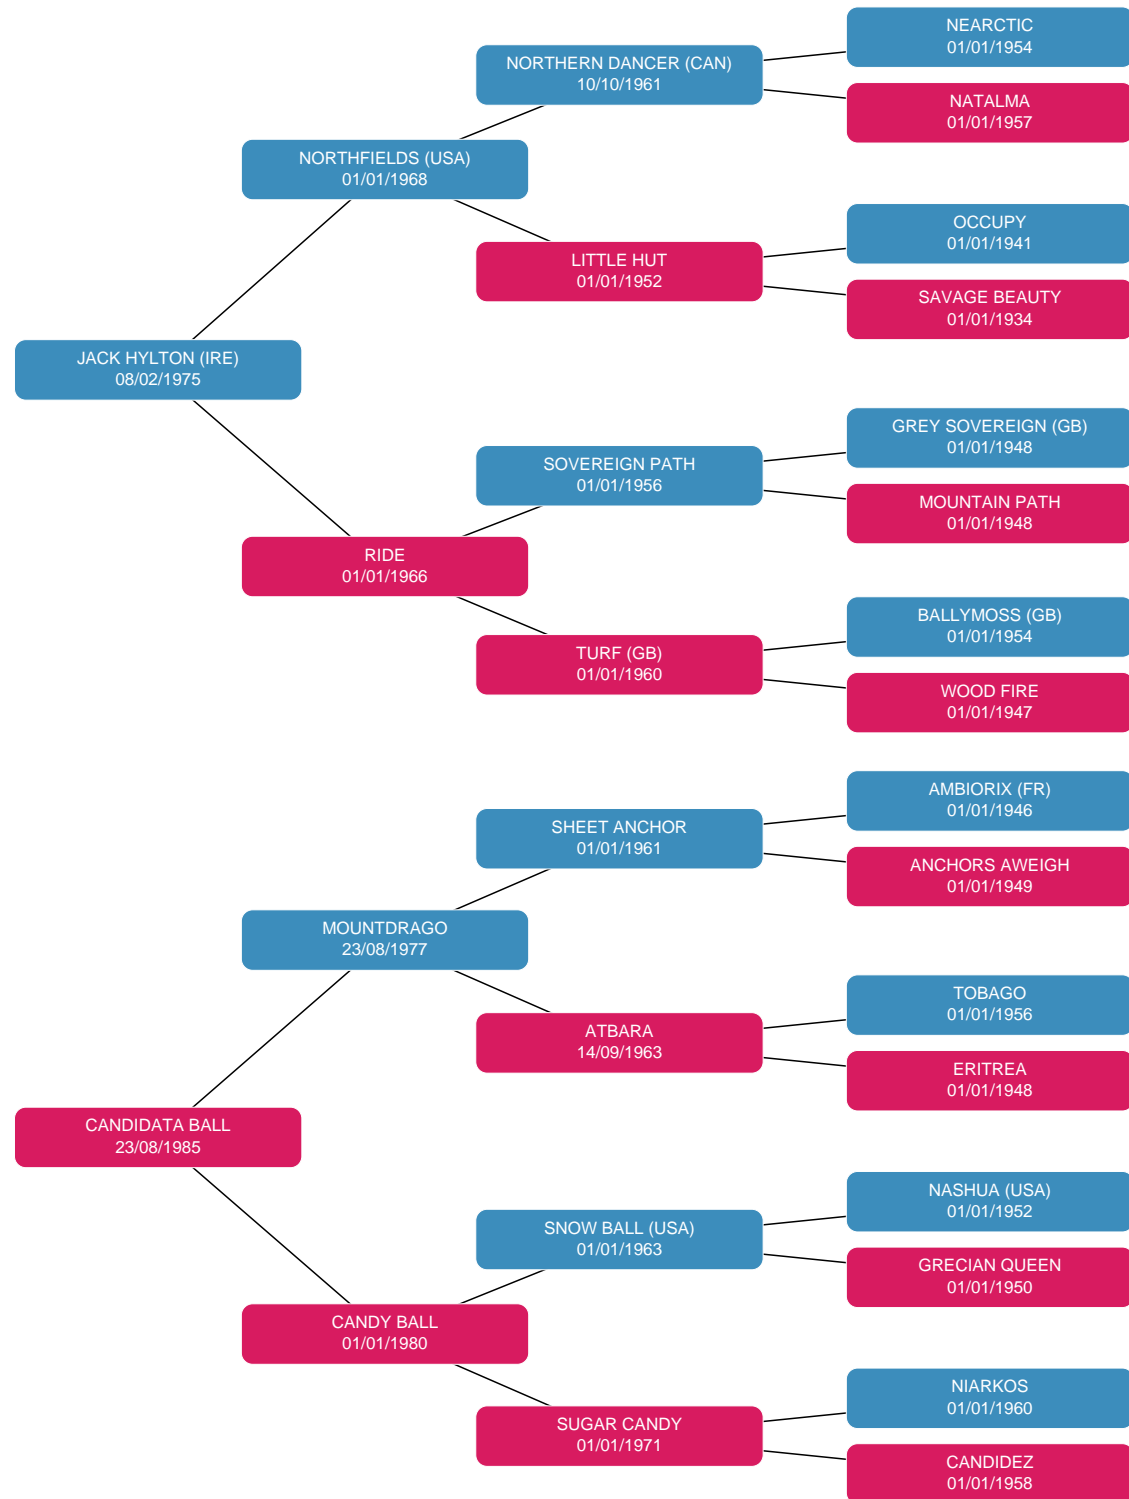 NEARCTIC
01/01/1954
NORTHERN DANCER (CAN)
10/10/1961
NATALMA
01/01/1957
NORTHFIELDS (USA)
01/01/1968
OCCUPY
01/01/1941
LITTLE HUT
01/01/1952
SAVAGE BEAUTY
01/01/1934
JACK HYLTON (IRE)
08/02/1975
GREY SOVEREIGN (GB)
01/01/1948
SOVEREIGN PATH
01/01/1956
MOUNTAIN PATH
01/01/1948
RIDE
01/01/1966
BALLYMOSS (GB)
01/01/1954
TURF (GB)
01/01/1960
WOOD FIRE
01/01/1947
AMBIORIX (FR)
01/01/1946
SHEET ANCHOR
01/01/1961
ANCHORS AWEIGH
01/01/1949
MOUNTDRAGO
23/08/1977
TOBAGO
01/01/1956
ATBARA
14/09/1963
ERITREA
01/01/1948
CANDIDATA BALL
23/08/1985
NASHUA (USA)
01/01/1952
SNOW BALL (USA)
01/01/1963
GRECIAN QUEEN
01/01/1950
CANDY BALL
01/01/1980
NIARKOS
01/01/1960
SUGAR CANDY
01/01/1971
CANDIDEZ
01/01/1958